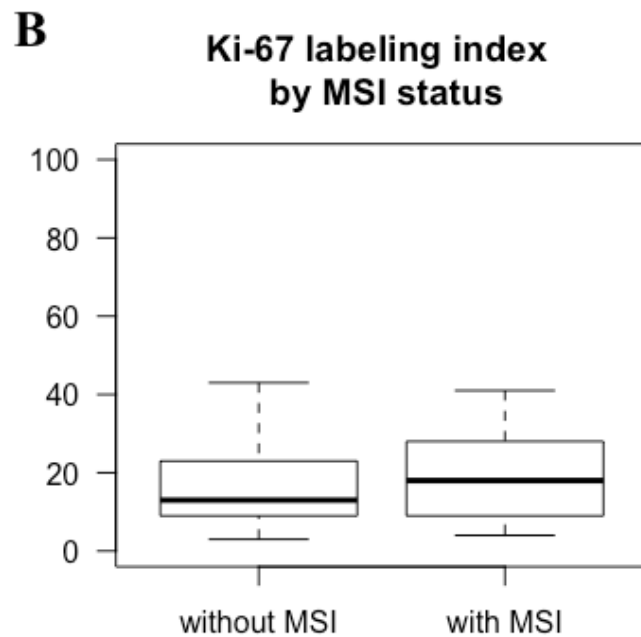 B
Ki-67 labeling index
by MSI status
100
80
60
40
20
0
without MSI
with MSI